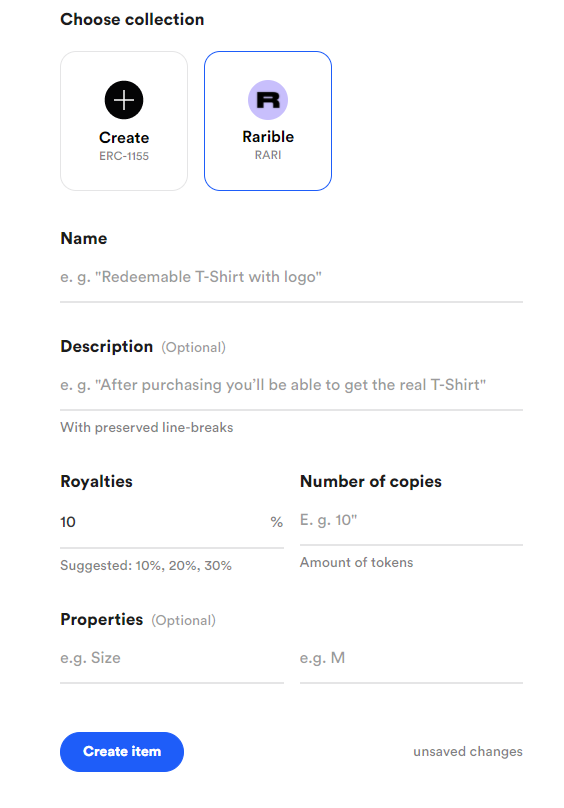 Choose collection
Create
ERC-1155
R
Rarible
RARI
Name
e. g. "Redeemable T-Shirt with logo"
Description (Optional)
e. g. "After purchasing you’ll be able to get the real T-Shirt"
With preserved line-breaks
Royalties
10 %
Suggested: 10%, 20%, 30%
Number of copies
E. g. 10"
Amount of tokens
Properties (Optional)
e.g. Size
e.g. M
Create item
unsaved changes